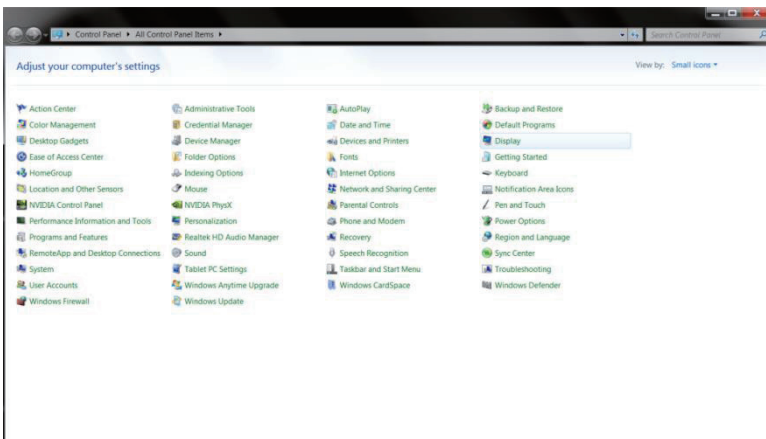 Control Panel ▸ All Control Panel Items ▸
Search Control Panel
Adjust your computer's settings
View by: Small icons
Action Center Administrative Tools AutoPlay Backup and Restore
Color Management Credential Manager Date and Time Default Programs
Desktop Gadgets Device Manager Devices and Printers Display
Ease of Access Center Folder Options Fonts Getting Started
HomeGroup Indexing Options Internet Options Keyboard
Location and Other Sensors Mouse Network and Sharing Center Notification Area Icons
NVIDIA Control Panel NVIDIA PhysX Parental Controls Pen and Touch
Performance Information and Tools Personalization Phone and Modem Power Options
Programs and Features Realtek HD Audio Manager Recovery Region and Language
RemoteApp and Desktop Connections Sound Speech Recognition Sync Center
System Tablet PC Settings Taskbar and Start Menu Troubleshooting
User Accounts Windows Anytime Upgrade Windows CardSpace Windows Defender
Windows Firewall Windows Update